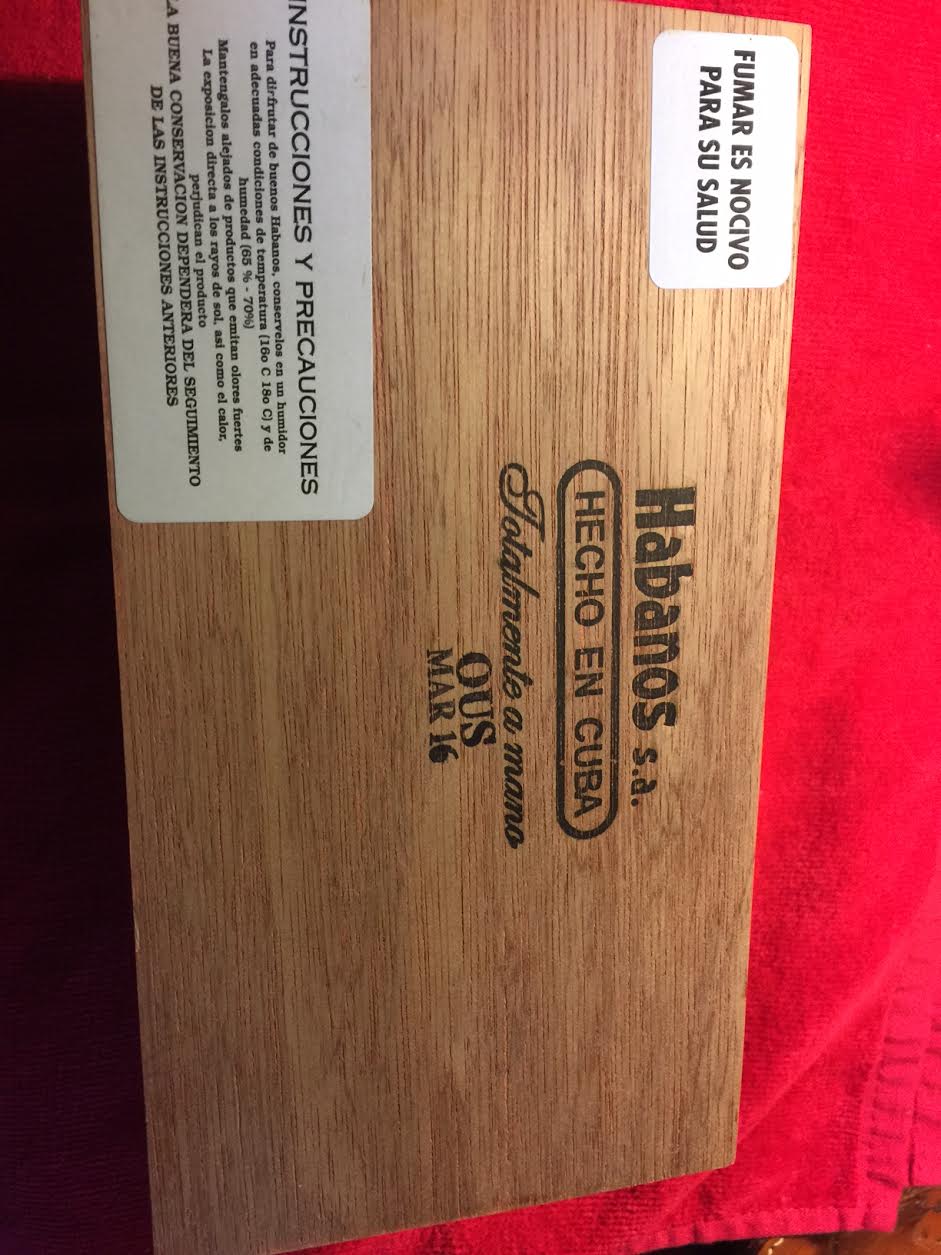 FUMAR ES NOCIVO
PARA SU SALUD
Habanos s.a.
HECHO EN CUBA
Totalmente a mano
OUS
MAR 16
INSTRUCCIONES Y PRECAUCIONES
Para dirfrutar de buenos Habanos, conservelos en un humidor
en adecuadas condiciones de temperatura (16o C 18o C) y de
humedad (65 % - 70%)
Mantengalos alejados de productos que emitan olores fuertes
La exposicion directa a los rayos de sol, asi como el calor,
perjudican el producto
LA BUENA CONSERVACION DEPENDERA DEL SEGUIMIENTO
DE LAS INSTRUCCIONES ANTERIORES